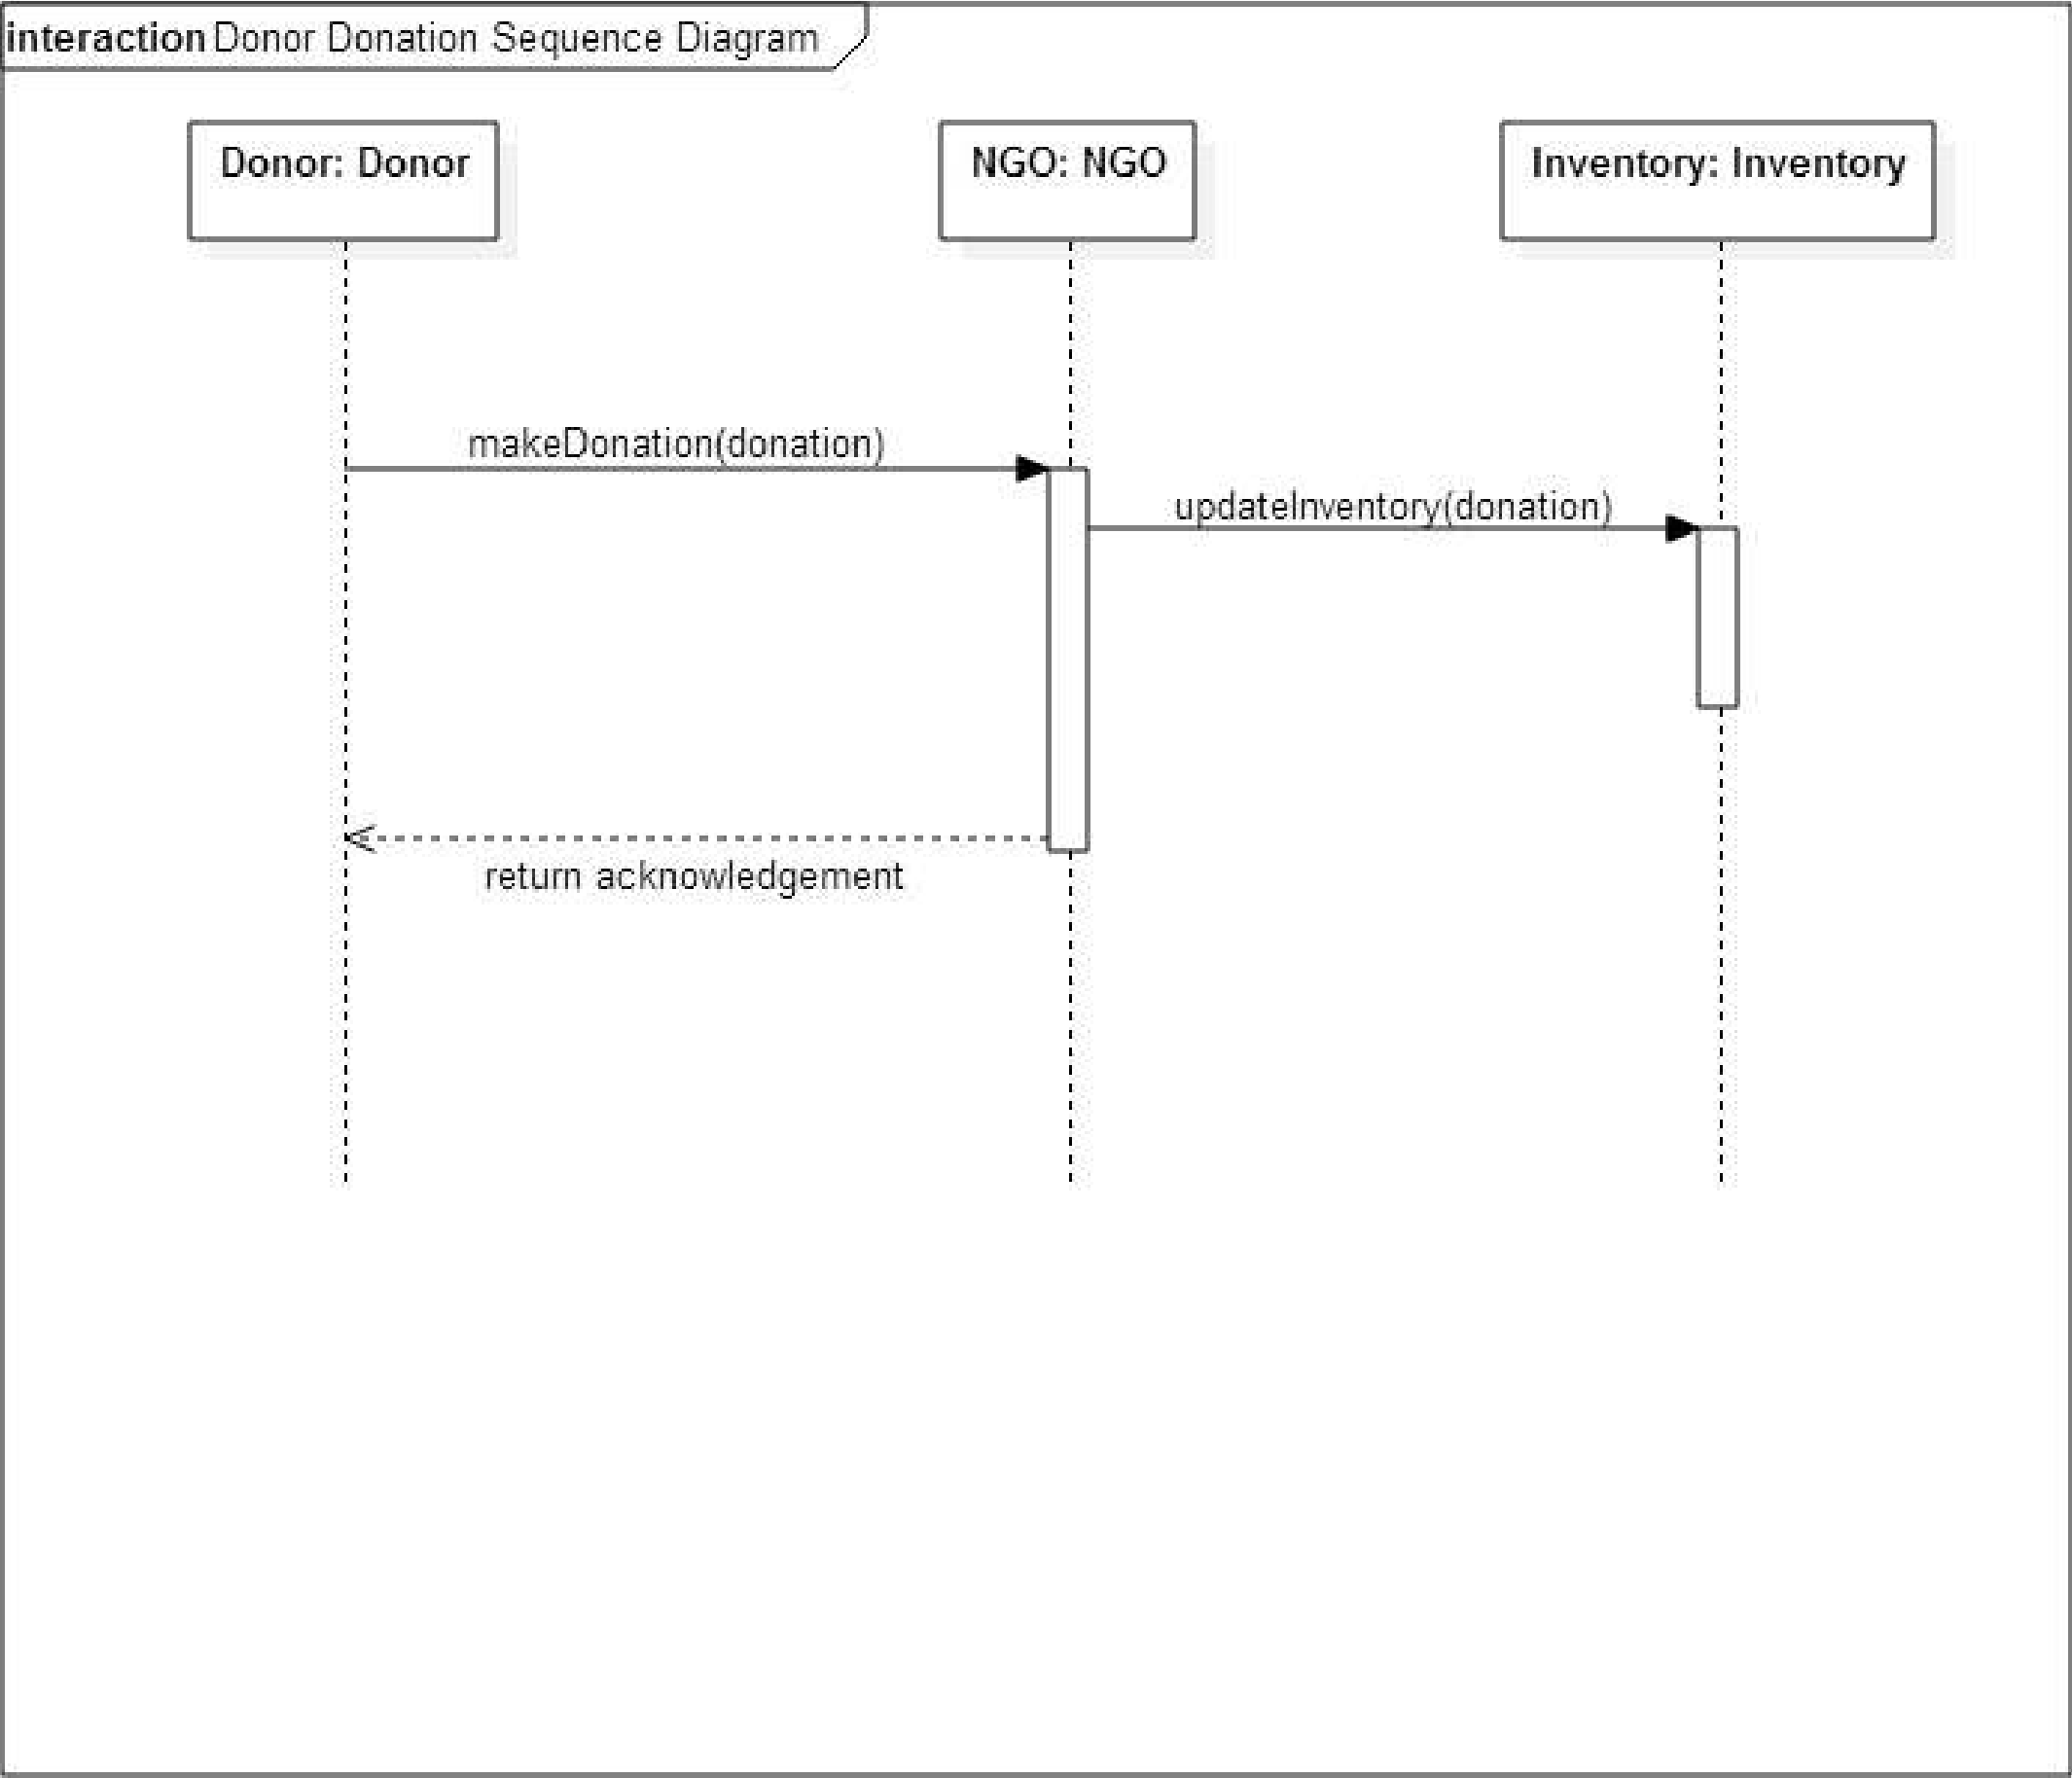 interaction Donor Donation Sequence Diagram
Donor: Donor
NGO: NGO
Inventory: Inventory
makeDonation(donation)
updateInventory(donation)
return acknowledgement